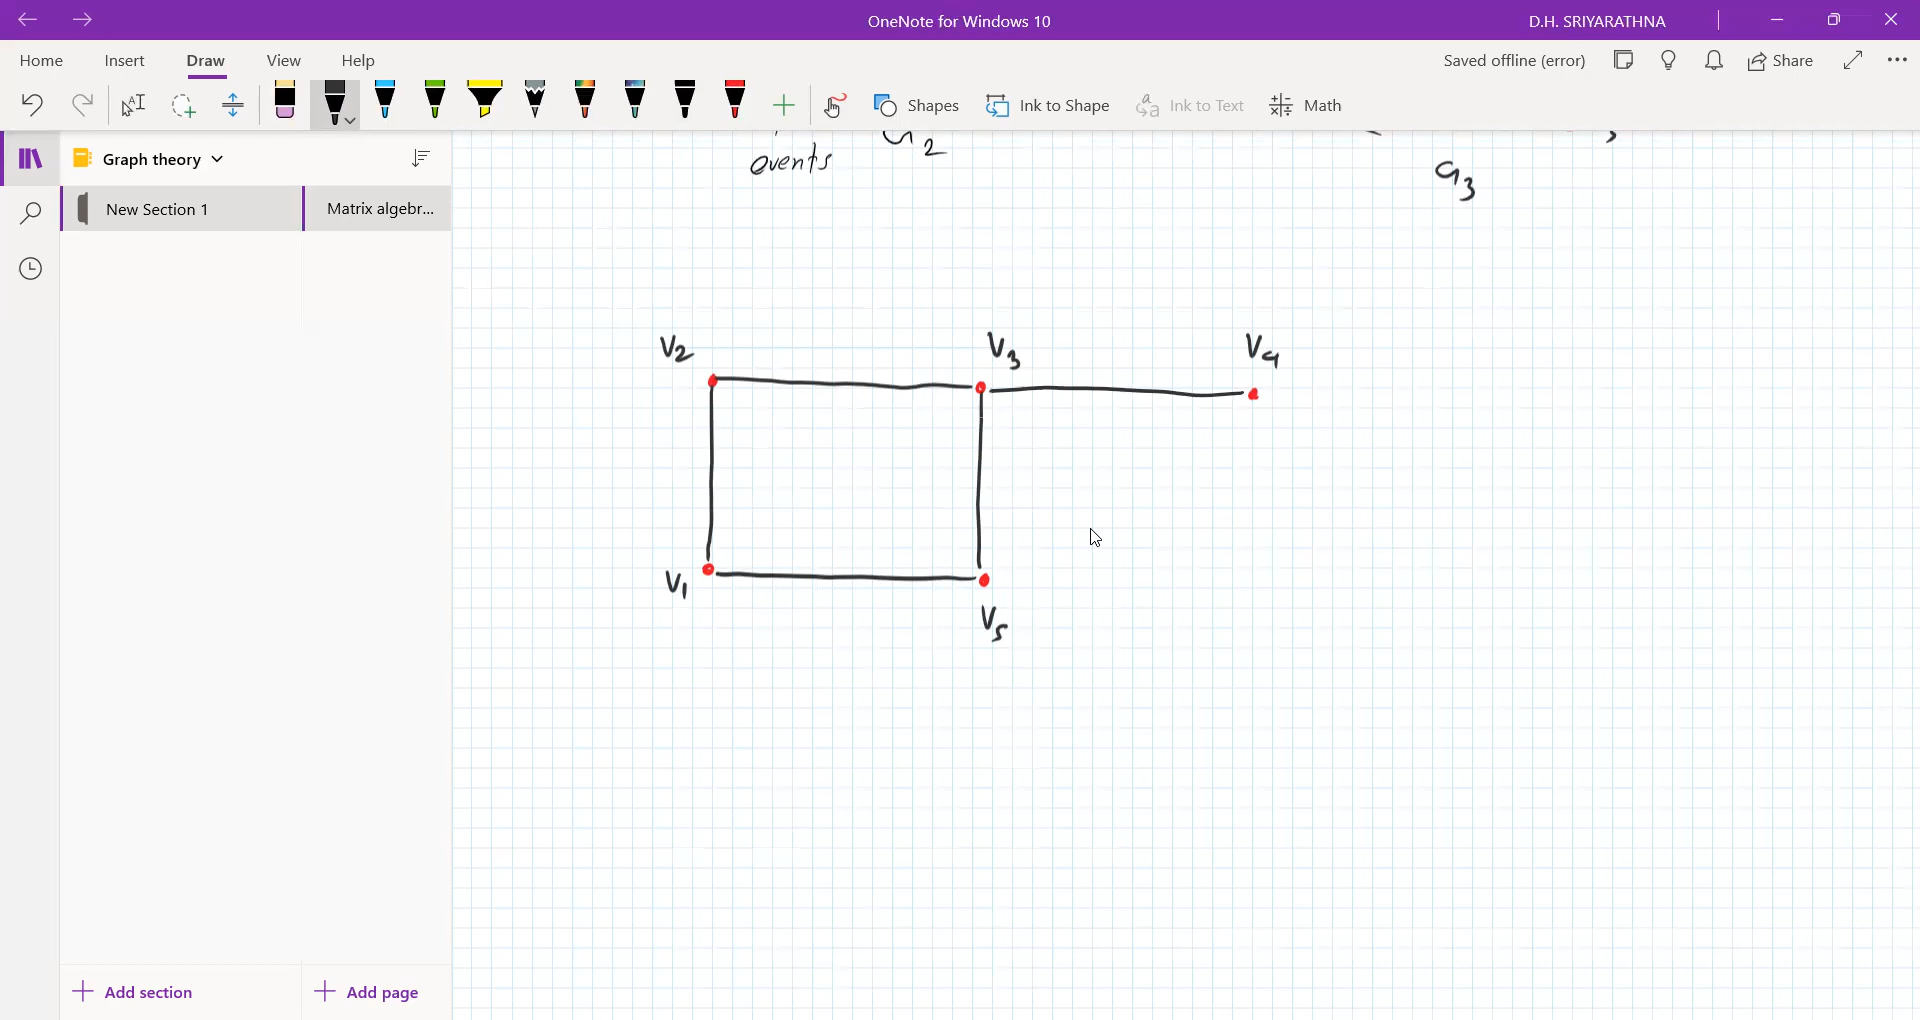 OneNote for Windows 10
D.H. SRIYARATHNA
Home Insert Draw View Help
Saved offline (error) Share
Shapes Ink to Shape Ink to Text Math
Graph theory
New Section 1
Matrix algebr...
events
G3
V2 V3 V4
V1
V5
Add section
Add page